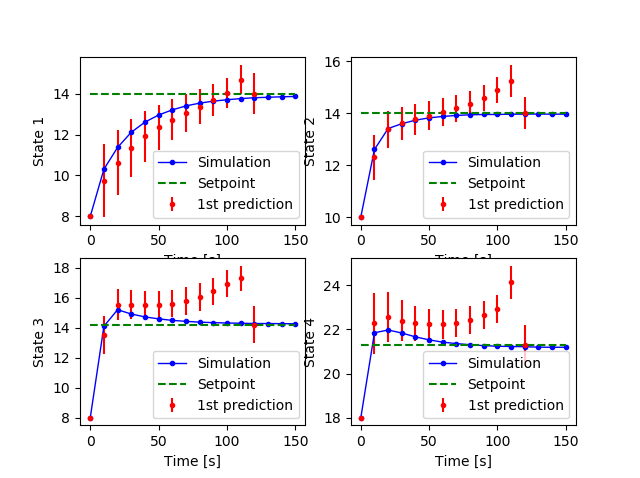 State 1
14
12
10
8
0
50
100
150
Time [s]
Simulation
Setpoint
1st prediction
State 2
16
14
12
10
0
50
100
150
Time [s]
Simulation
Setpoint
1st prediction
State 3
18
16
14
12
10
8
0
50
100
150
Time [s]
Simulation
Setpoint
1st prediction
State 4
24
22
20
18
0
50
100
150
Time [s]
Simulation
Setpoint
1st prediction